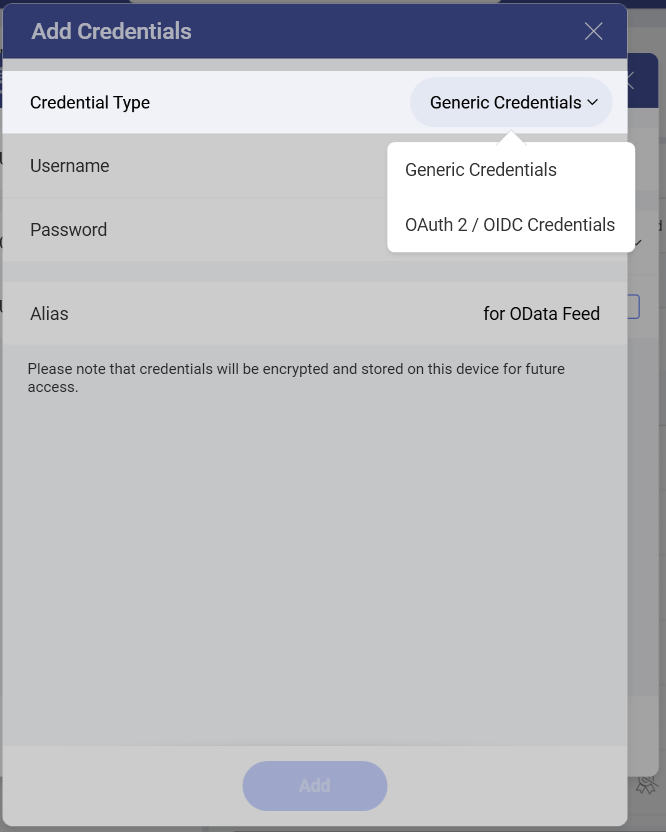 Add Credentials
Credential Type
Generic Credentials
Generic Credentials
OAuth 2 / OIDC Credentials
Username
Password
Alias
for OData Feed
Please note that credentials will be encrypted and stored on this device for future
access.
Add